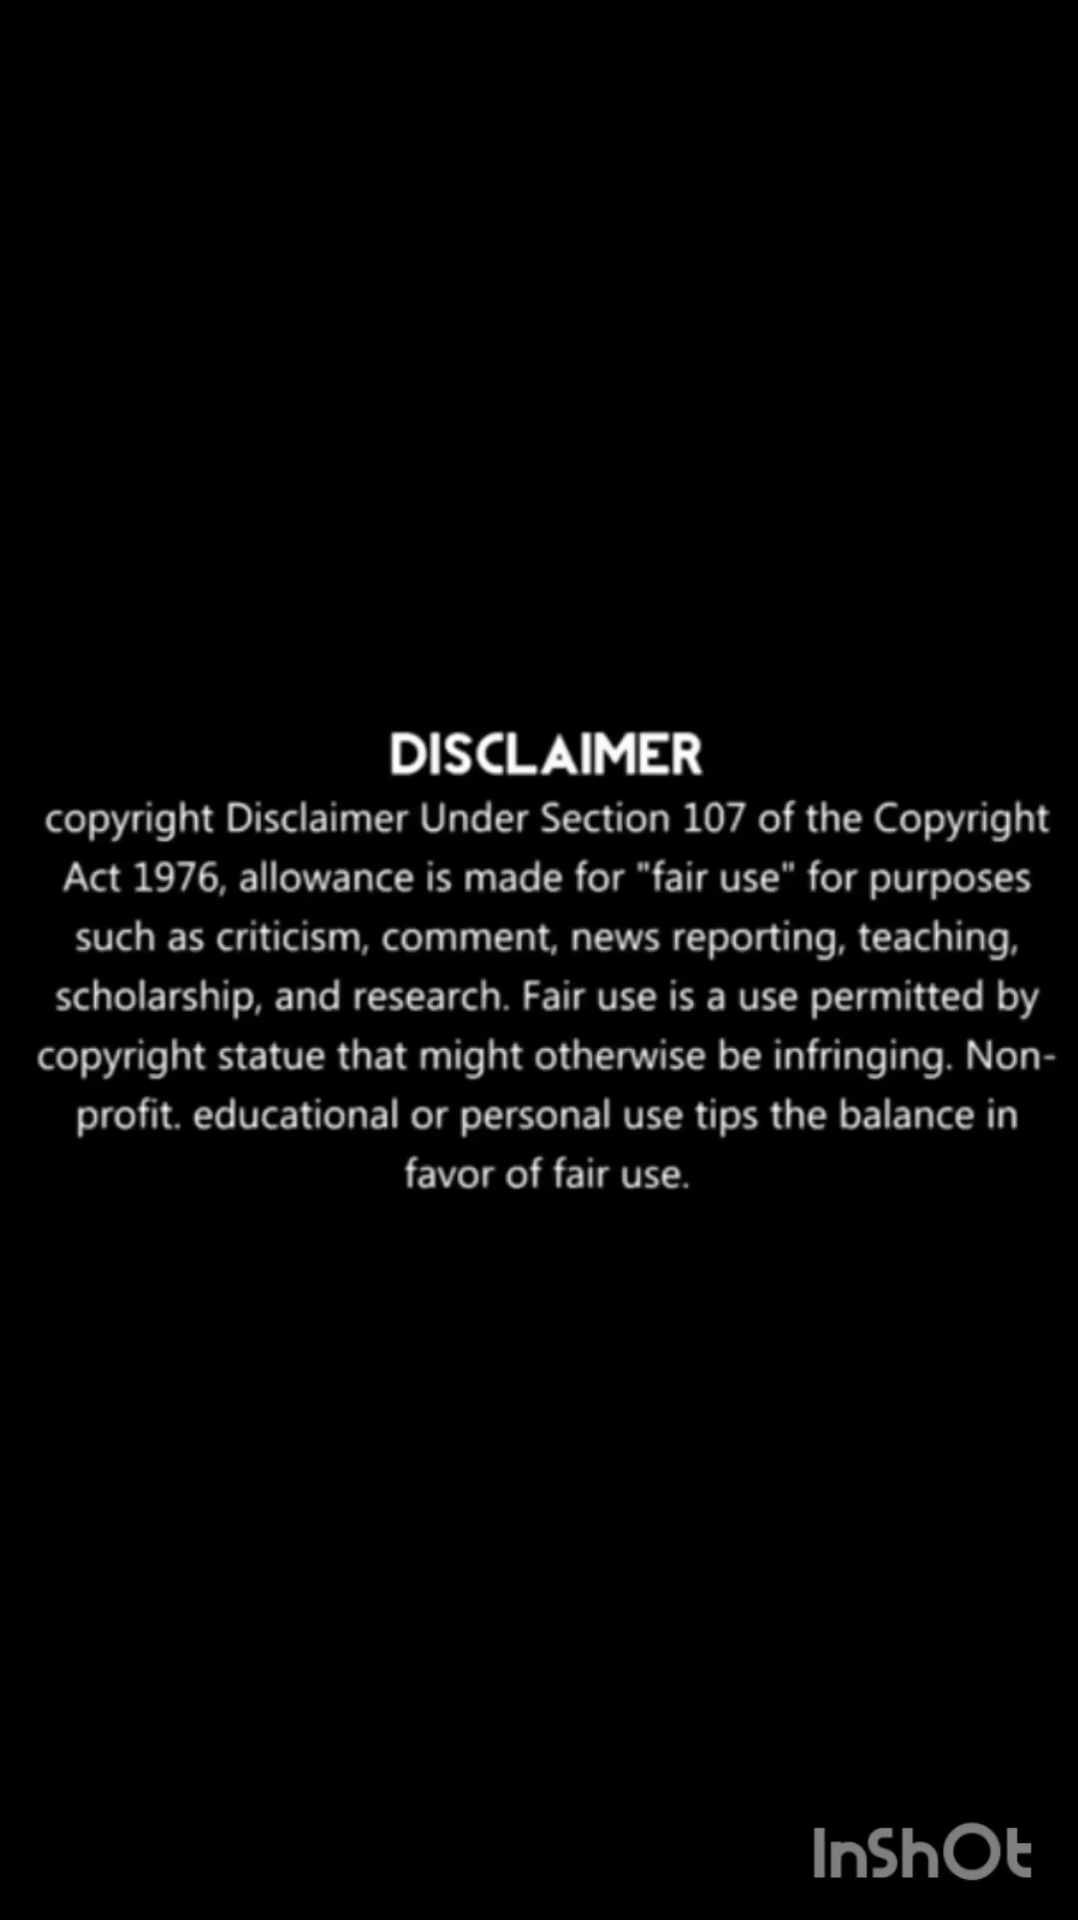 DISCLAIMER
copyright Disclaimer Under Section 107 of the Copyright
Act 1976, allowance is made for "fair use" for purposes
such as criticism, comment, news reporting, teaching,
scholarship, and research. Fair use is a use permitted by
copyright statue that might otherwise be infringing. Non-
profit. educational or personal use tips the balance in
favor of fair use.
InShOt